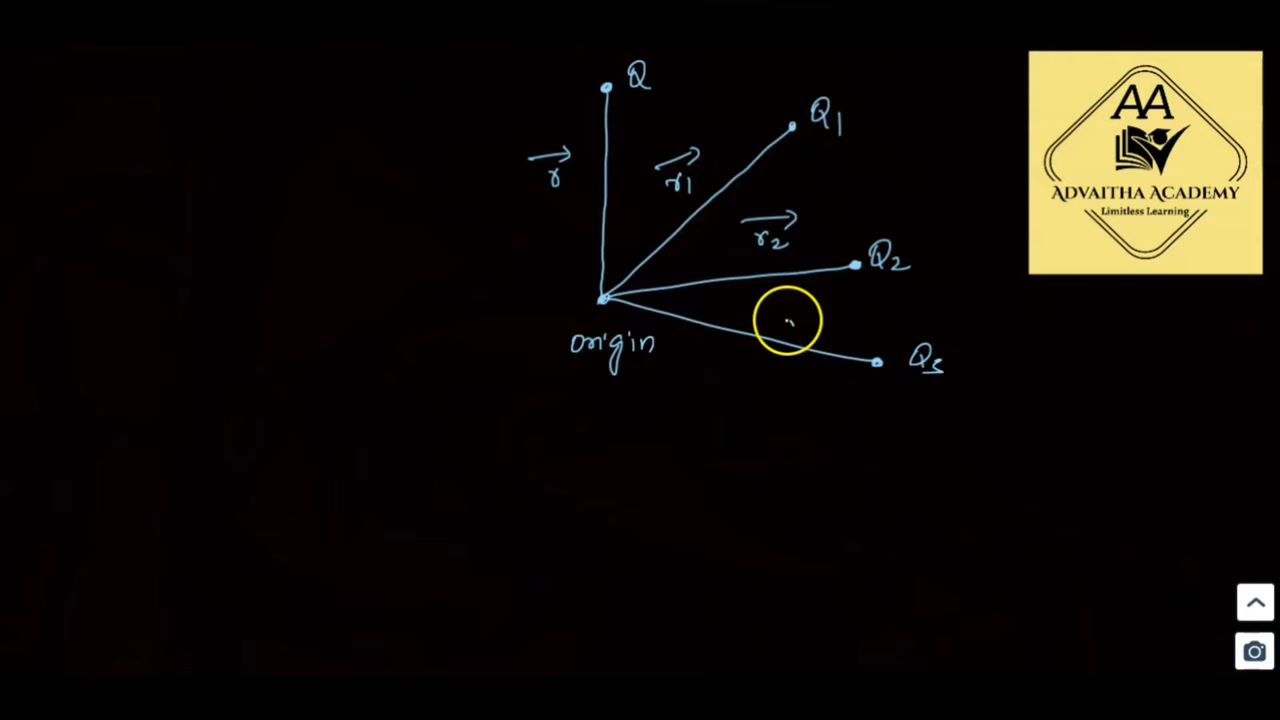 Q
Q1
r
r1
r2
Q2
origin
Q3
AA
ADVAITHA ACADEMY
Limitless Learning